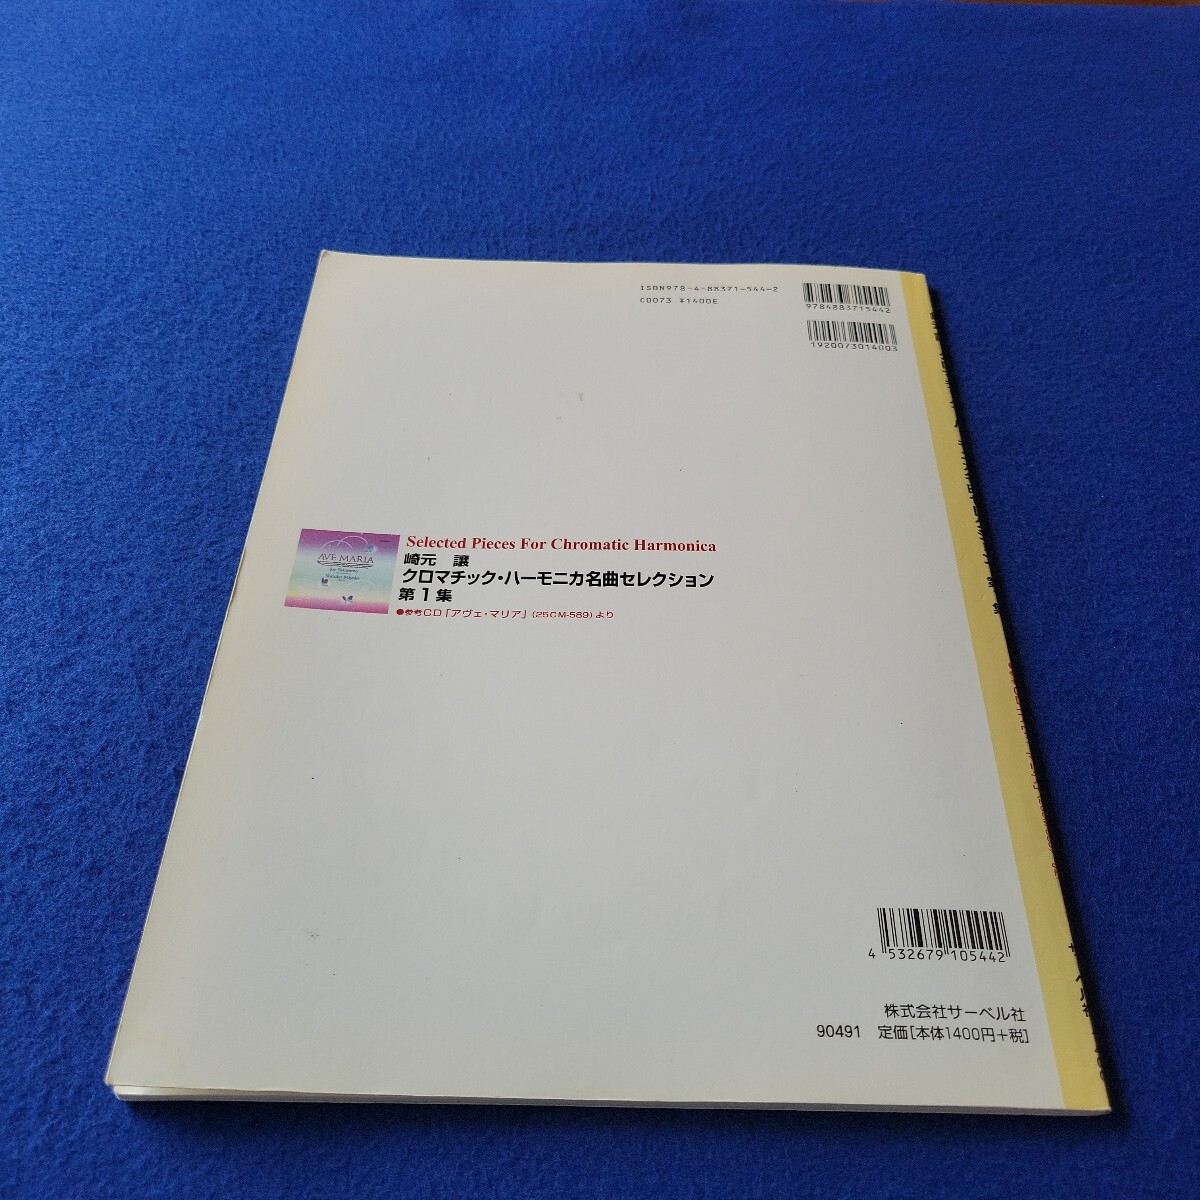 ISBN978-4-88371-544-2
C0073 ¥1400E
9784883715442
1920073014003
AVE MARIA
Selected Pieces For Chromatic Harmonica
崎元 譲
クロマチック・ハーモニカ名曲セレクション
第1集
●参考CD「アヴェ・マリア」(25CM-589)より
4 532679 105442
株式会社サーベル社
90491 定価[本体1400円+税]